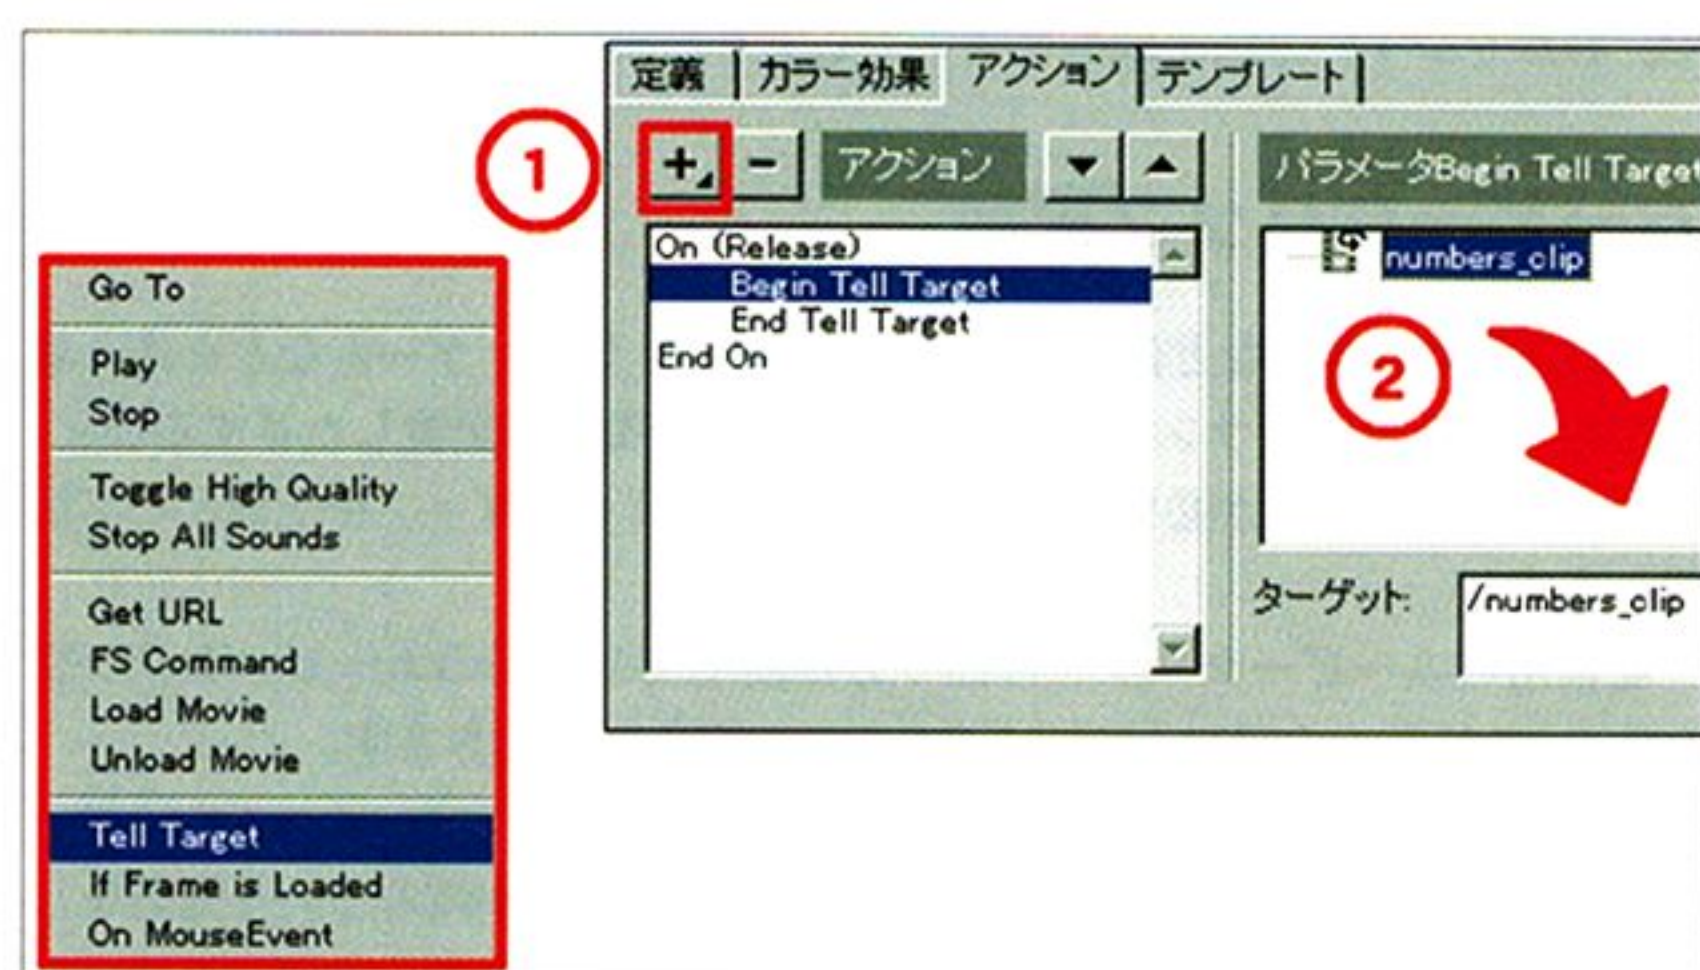 定義 カラー効果 アクション テンプレート
1
+ - アクション
パラメータBegin Tell Target
On (Release)
Begin Tell Target
End Tell Target
End On
numbers_clip
2
ターゲット: /numbers_clip
Go To
Play
Stop
Toggle High Quality
Stop All Sounds
Get URL
FS Command
Load Movie
Unload Movie
Tell Target
If Frame is Loaded
On MouseEvent